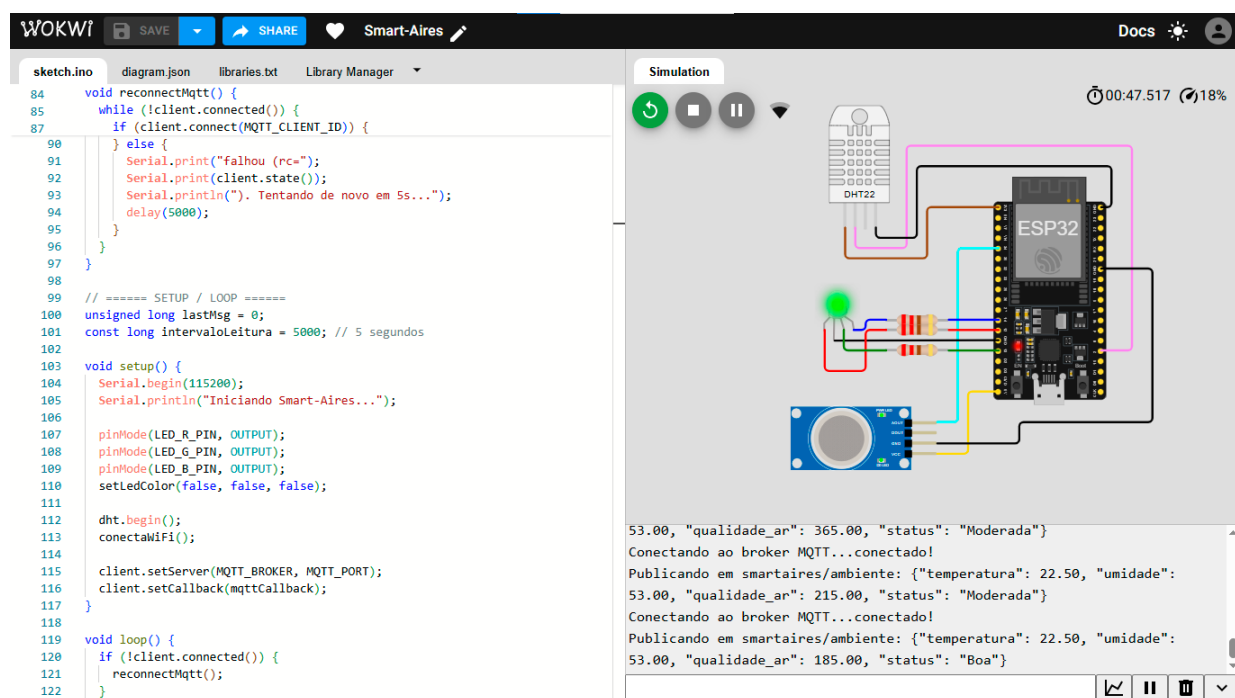 WOKWI SAVE SHARE Smart-Aires Docs
sketch.ino diagram.json libraries.txt Library Manager
Simulation
00:47.517 18%
84 void reconnectMqtt() {
85 while (!client.connected()) {
87 if (client.connect(MQTT_CLIENT_ID)) {
90 } else {
91 Serial.print("falhou (rc=");
92 Serial.print(client.state());
93 Serial.println("). Tentando de novo em 5s...");
94 delay(5000);
95 }
96 }
97 }
98
99 // ====== SETUP / LOOP ======
100 unsigned long lastMsg = 0;
101 const long intervaloLeitura = 5000; // 5 segundos
102
103 void setup() {
104 Serial.begin(115200);
105 Serial.println("Iniciando Smart-Aires...");
106
107 pinMode(LED_R_PIN, OUTPUT);
108 pinMode(LED_G_PIN, OUTPUT);
109 pinMode(LED_B_PIN, OUTPUT);
110 setLedColor(false, false, false);
111
112 dht.begin();
113 conectaWiFi();
114
115 client.setServer(MQTT_BROKER, MQTT_PORT);
116 client.setCallback(mqttCallback);
117 }
118
119 void loop() {
120 if (!client.connected()) {
121 reconnectMqtt();
122 }
DHT22
ESP32
53.00, "qualidade_ar": 365.00, "status": "Moderada"}
Conectando ao broker MQTT...conectado!
Publicando em smartaires/ambiente: {"temperatura": 22.50, "umidade":
53.00, "qualidade_ar": 215.00, "status": "Moderada"}
Conectando ao broker MQTT...conectado!
Publicando em smartaires/ambiente: {"temperatura": 22.50, "umidade":
53.00, "qualidade_ar": 185.00, "status": "Boa"}